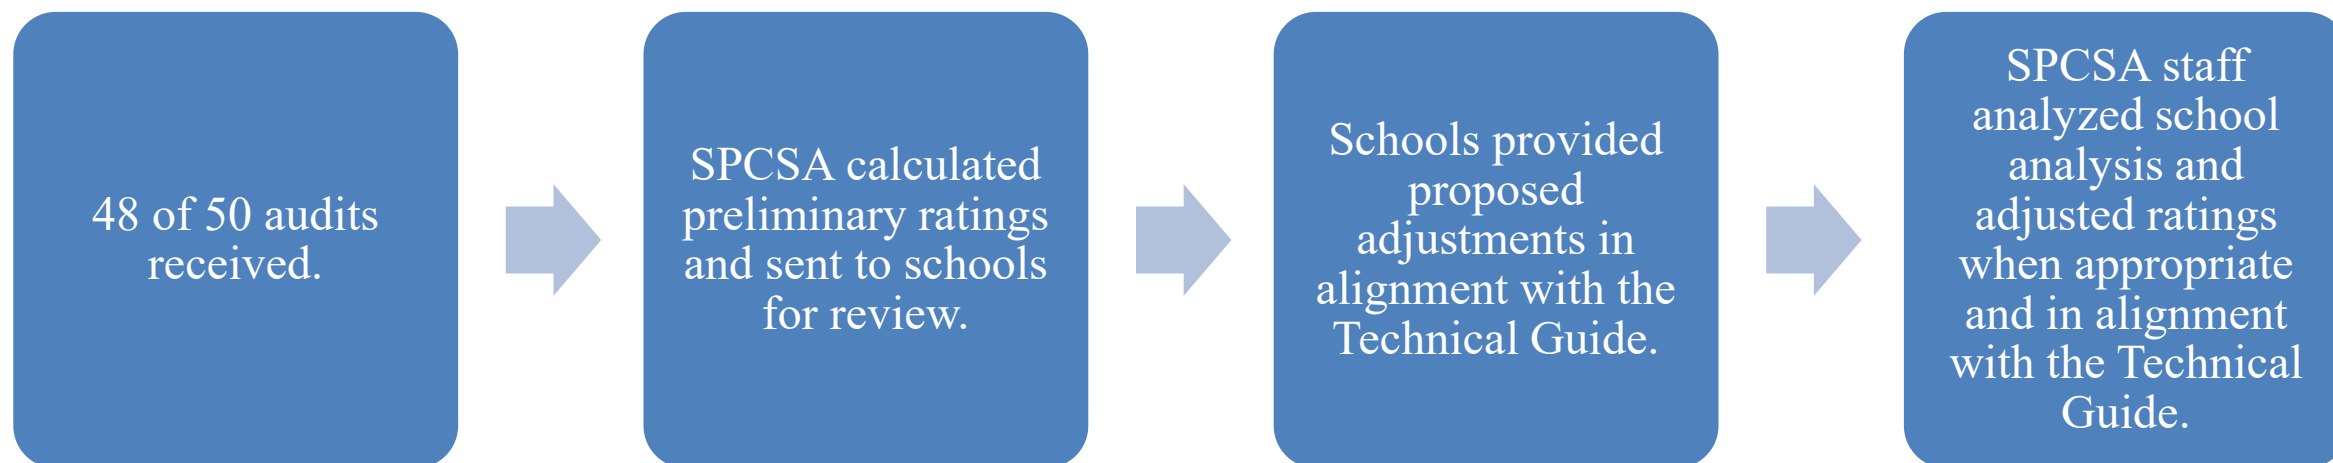 48 of 50 audits
received.
SPCSA calculated
preliminary ratings
and sent to schools
for review.
Schools provided
proposed
adjustments in
alignment with the
Technical Guide.
SPCSA staff
analyzed school
analysis and
adjusted ratings
when appropriate
and in alignment
with the Technical
Guide.